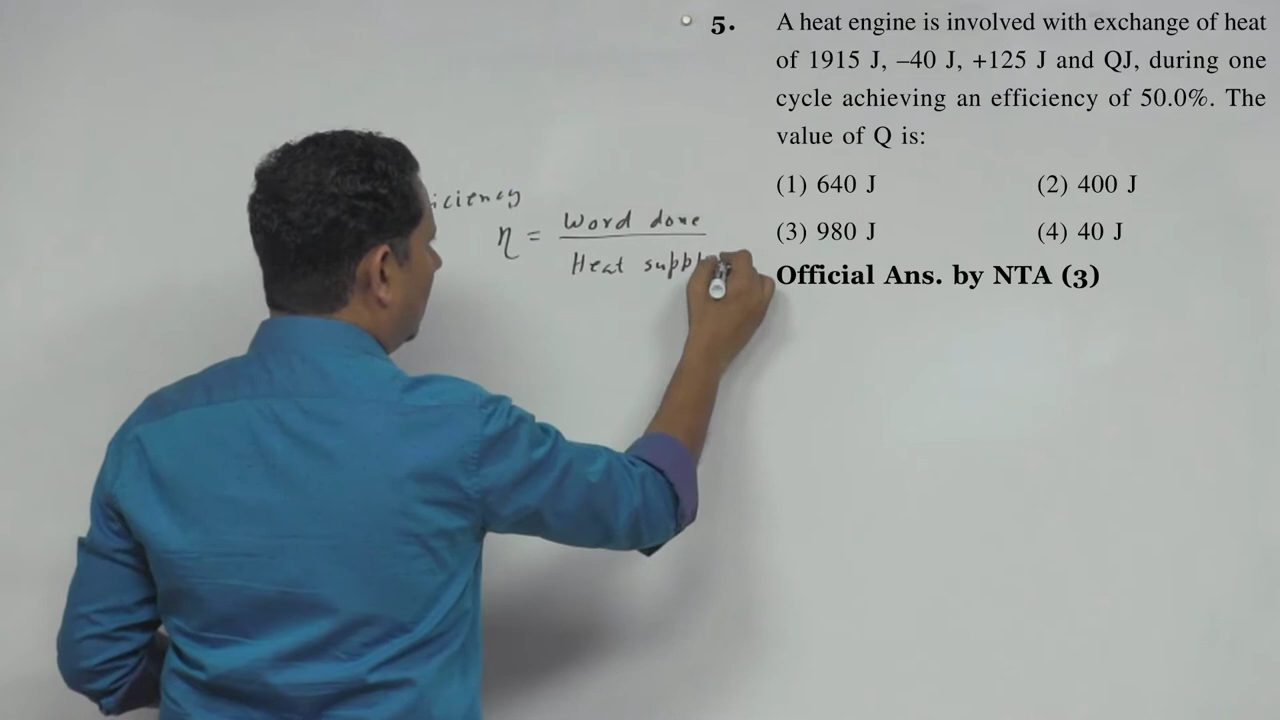 5. A heat engine is involved with exchange of heat
of 1915 J, –40 J, +125 J and QJ, during one
cycle achieving an efficiency of 50.0%. The
value of Q is:
(1) 640 J (2) 400 J
(3) 980 J (4) 40 J
Official Ans. by NTA (3)
iciency
η = Word done
Heat suppl